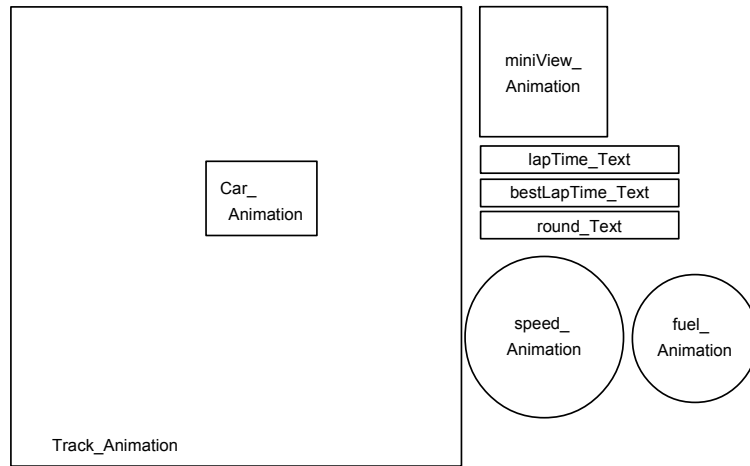 miniView_
Animation
lapTime_Text
bestLapTime_Text
round_Text
Car_
Animation
speed_
Animation
fuel_
Animation
Track_Animation